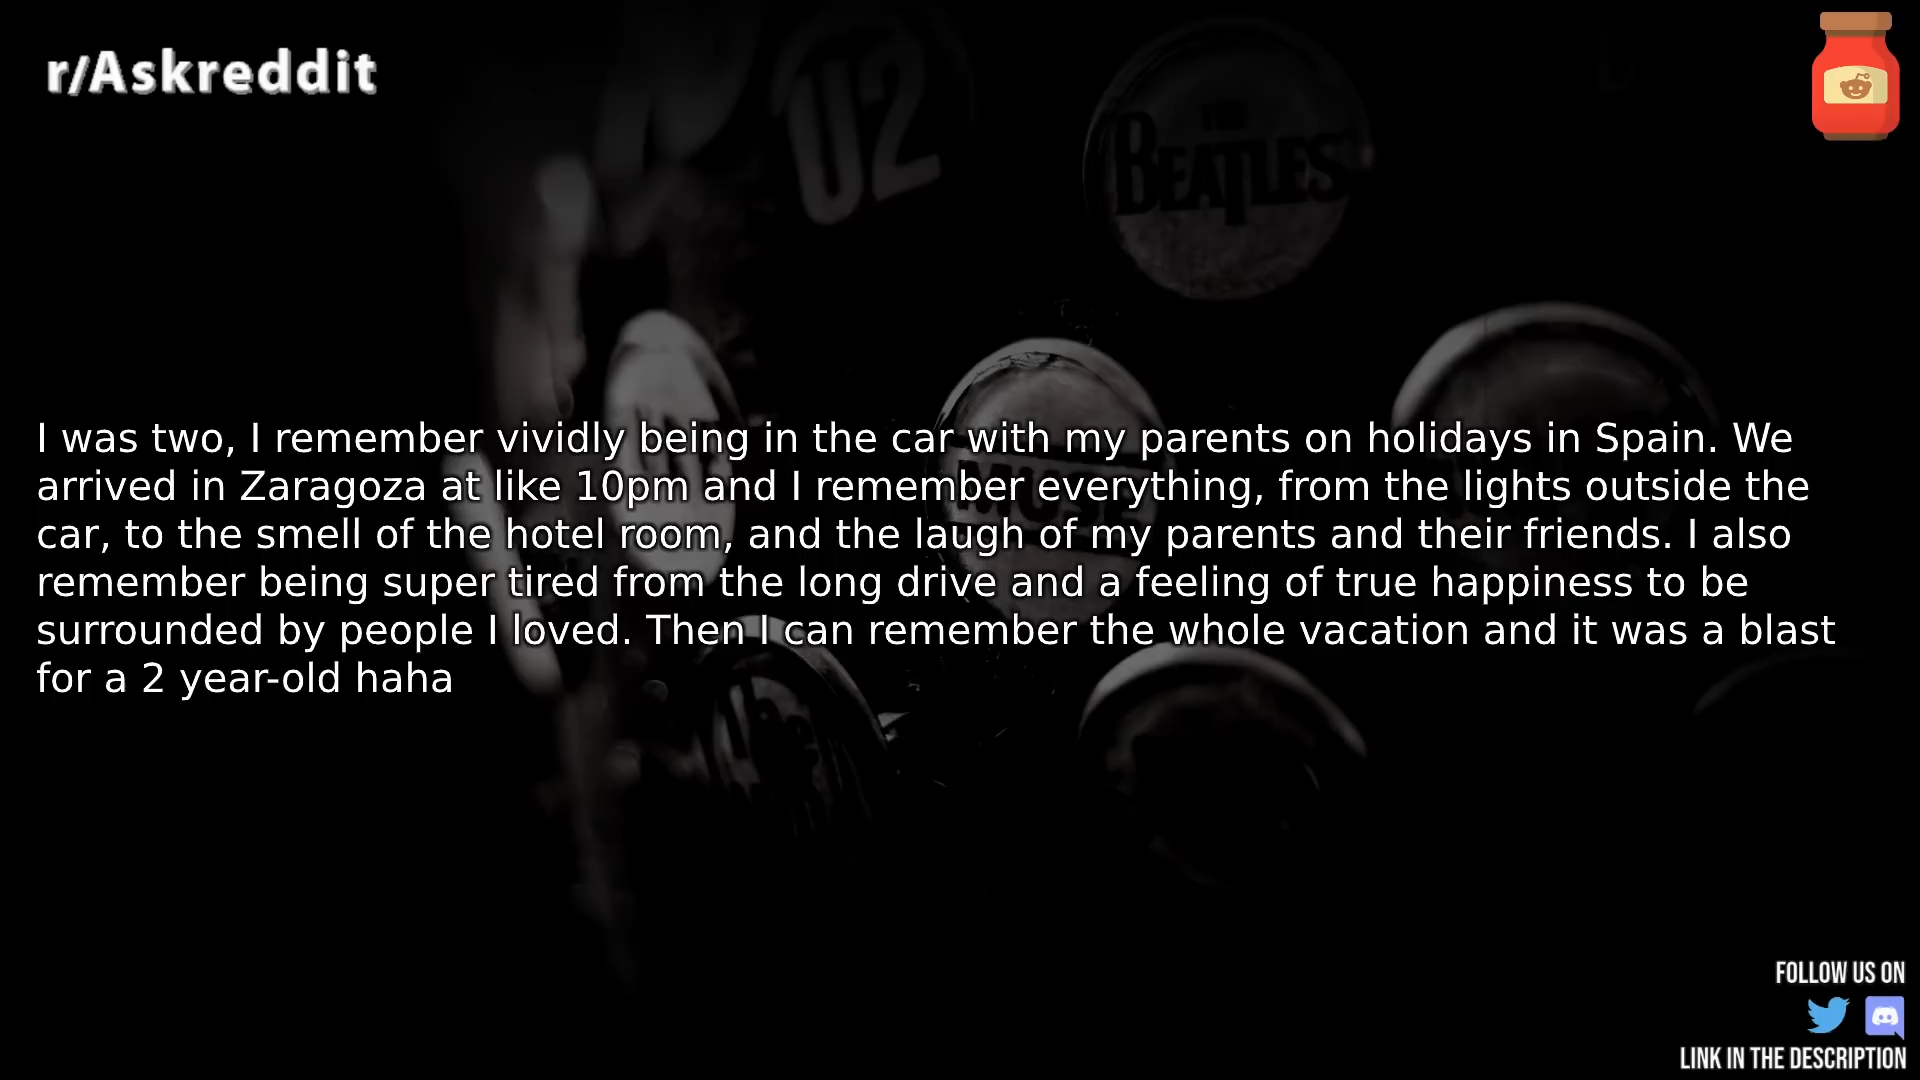 r/Askreddit
U2
THE
BEATLES
I was two, I remember vividly being in the car with my parents on holidays in Spain. We
arrived in Zaragoza at like 10pm and I remember everything, from the lights outside the
car, to the smell of the hotel room, and the laugh of my parents and their friends. I also
remember being super tired from the long drive and a feeling of true happiness to be
surrounded by people I loved. Then I can remember the whole vacation and it was a blast
for a 2 year-old haha
MUSE
FOLLOW US ON
LINK IN THE DESCRIPTION